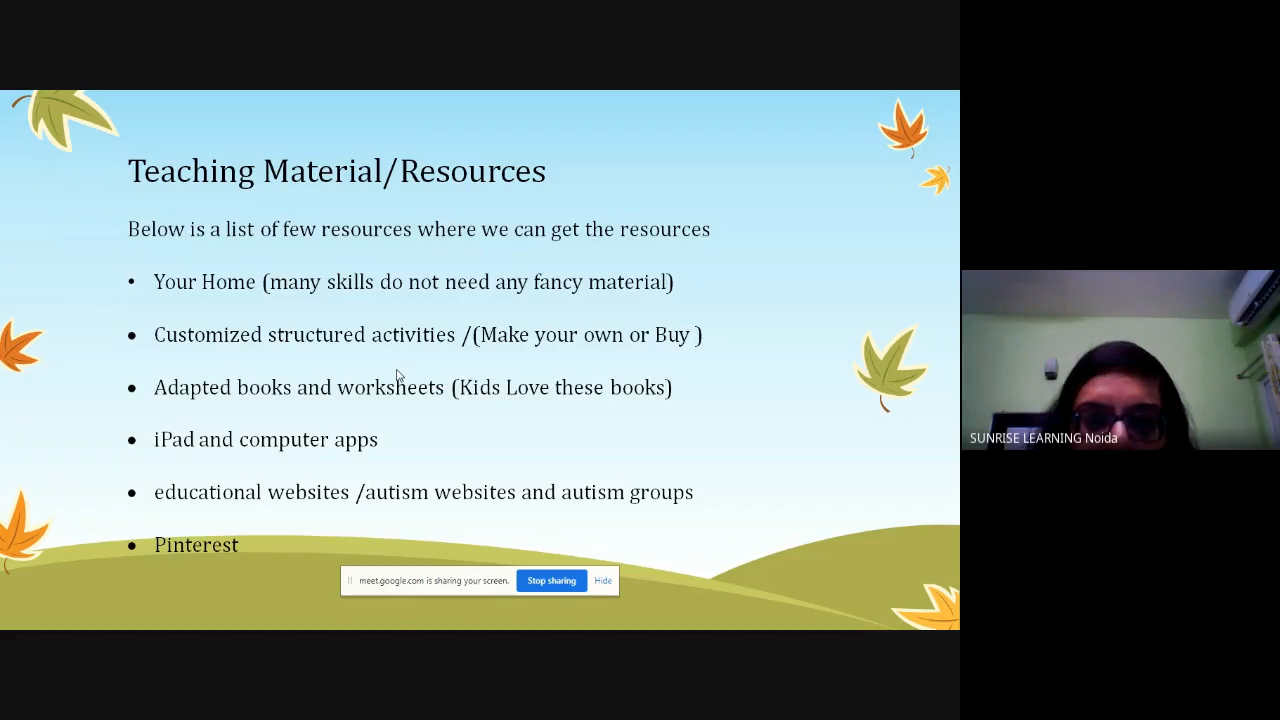 Teaching Material/Resources
Below is a list of few resources where we can get the resources
• Your Home (many skills do not need any fancy material)
• Customized structured activities /(Make your own or Buy )
• Adapted books and worksheets (Kids Love these books)
• iPad and computer apps
• educational websites /autism websites and autism groups
• Pinterest
meet.google.com is sharing your screen. Stop sharing Hide
SUNRISE LEARNING Noida